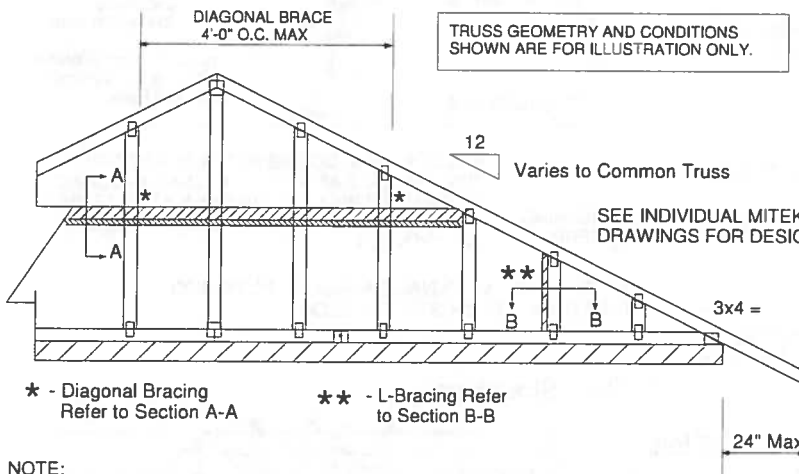 DIAGONAL BRACE
4'-0" O.C. MAX
TRUSS GEOMETRY AND CONDITIONS
SHOWN ARE FOR ILLUSTRATION ONLY.
12
Varies to Common Truss
A
*
*
SEE INDIVIDUAL MITEK
DRAWINGS FOR DESIG
A
**
B
B
3x4 =
* - Diagonal Bracing
Refer to Section A-A
** - L-Bracing Refer
to Section B-B
24" Max
NOTE: